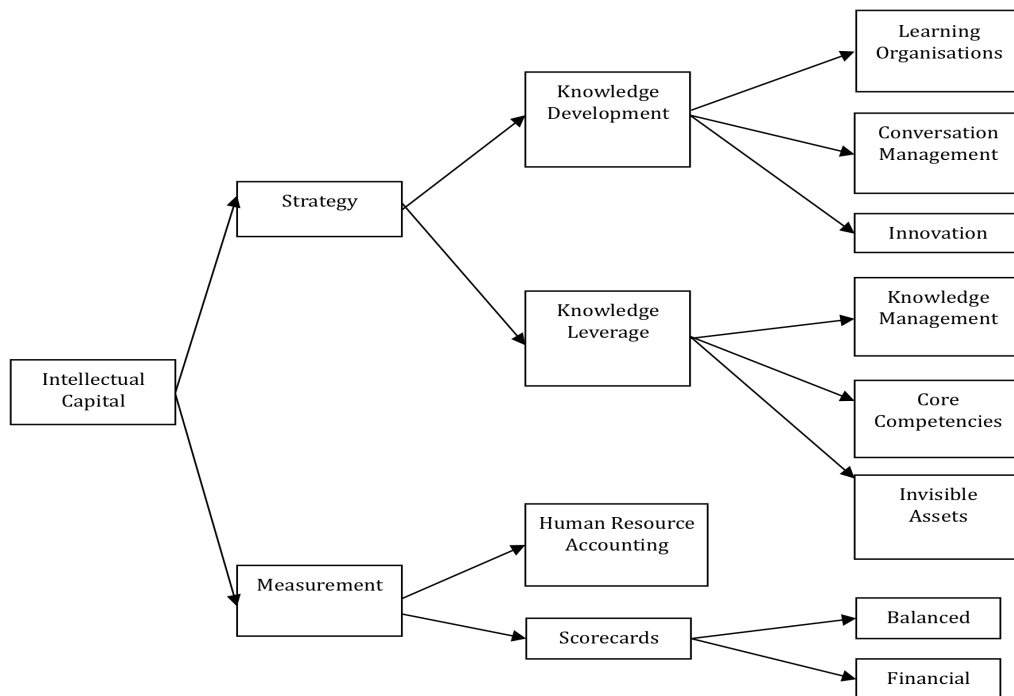 Learning
Organisations
Knowledge
Development
Conversation
Management
Strategy
Innovation
Knowledge
Leverage
Knowledge
Management
Intellectual
Capital
Core
Competencies
Invisible
Assets
Human Resource
Accounting
Measurement
Scorecards
Balanced
Financial